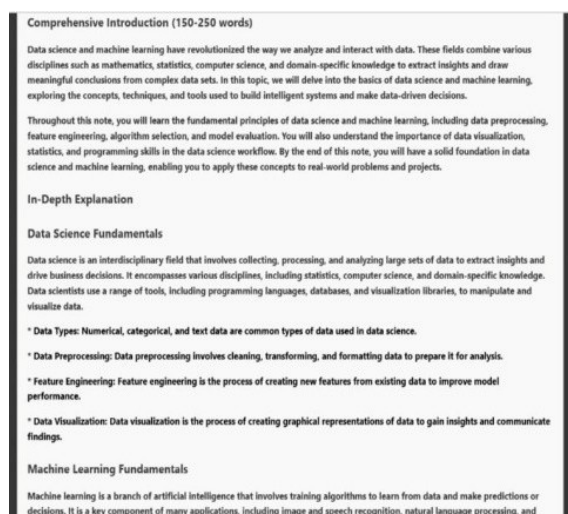 Comprehensive Introduction (150-250 words)
Data science and machine learning have revolutionized the way we analyze and interact with data. These fields combine various
disciplines such as mathematics, statistics, computer science, and domain-specific knowledge to extract insights and draw
meaningful conclusions from complex data sets. In this topic, we will delve into the basics of data science and machine learning,
exploring the concepts, techniques, and tools used to build intelligent systems and make data-driven decisions.
Throughout this note, you will learn the fundamental principles of data science and machine learning, including data preprocessing,
feature engineering, algorithm selection, and model evaluation. You will also understand the importance of data visualization,
statistics, and programming skills in the data science workflow. By the end of this note, you will have a solid foundation in data
science and machine learning, enabling you to apply these concepts to real-world problems and projects.
In-Depth Explanation
Data Science Fundamentals
Data science is an interdisciplinary field that involves collecting, processing, and analyzing large sets of data to extract insights and
drive business decisions. It encompasses various disciplines, including statistics, computer science, and domain-specific knowledge.
Data scientists use a range of tools, including programming languages, databases, and visualization libraries, to manipulate and
visualize data.
* Data Types: Numerical, categorical, and text data are common types of data used in data science.
* Data Preprocessing: Data preprocessing involves cleaning, transforming, and formatting data to prepare it for analysis.
* Feature Engineering: Feature engineering is the process of creating new features from existing data to improve model
performance.
* Data Visualization: Data visualization is the process of creating graphical representations of data to gain insights and communicate
findings.
Machine Learning Fundamentals
Machine learning is a branch of artificial intelligence that involves training algorithms to learn from data and make predictions or
decisions. It is a key component of many applications, including image and speech recognition, natural language processing, and